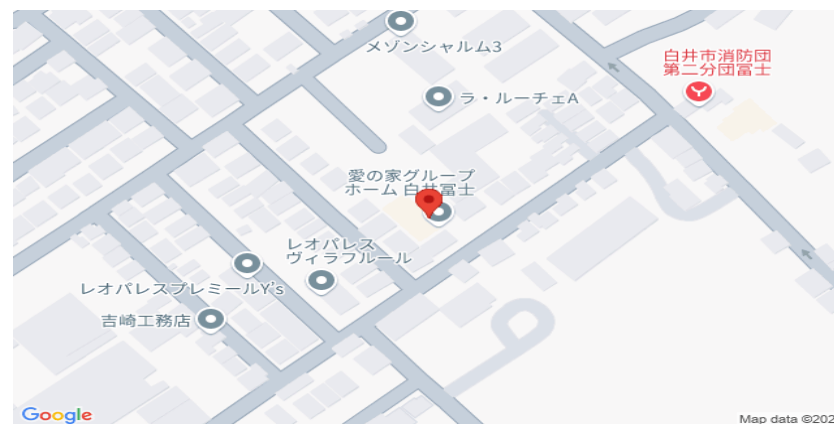 メゾンシャルム3
白井市消防団
第二分団冨士
ラ・ルーチェA
愛の家グループ
ホーム 白井冨士
レオパレス
ヴィラフルール
レオパレスプレミールY's
吉崎工務店
Google
Map data ©202